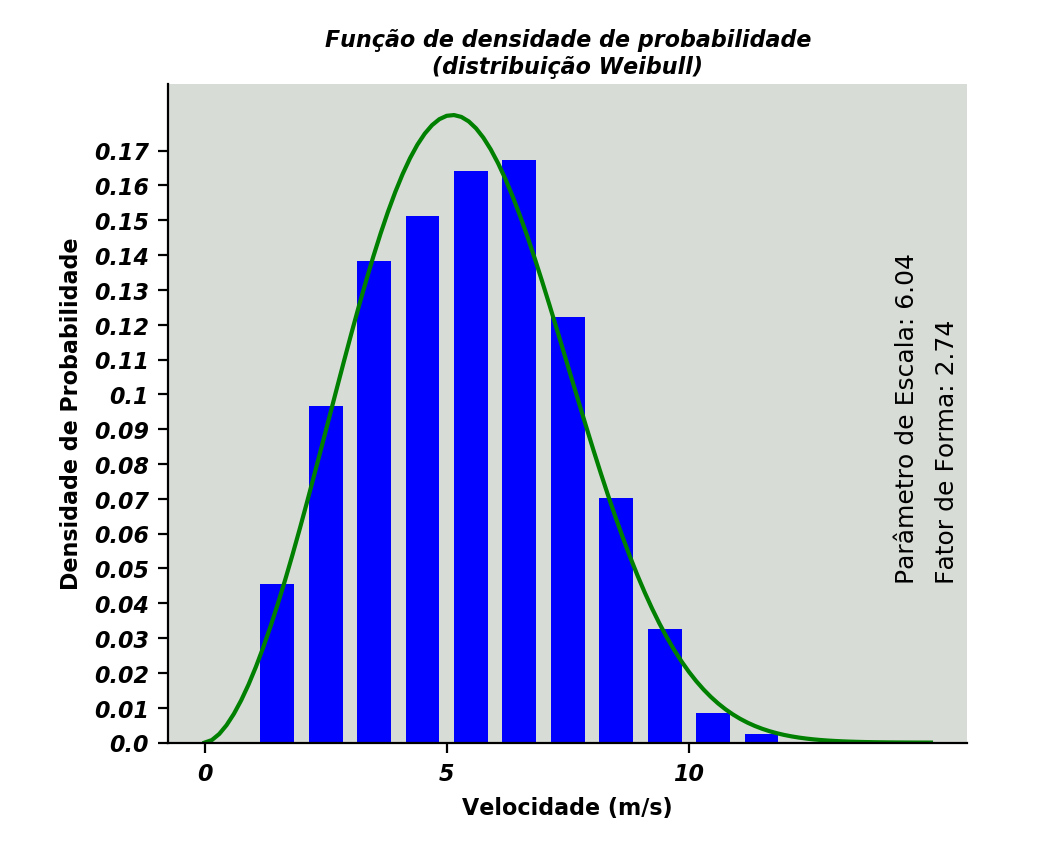 Função de densidade de probabilidade
(distribuição Weibull)
Densidade de Probabilidade
0.17
0.16
0.15
0.14
0.13
0.12
0.11
0.1
0.09
0.08
0.07
0.06
0.05
0.04
0.03
0.02
0.01
0.0
0 5 10
Velocidade (m/s)
Parâmetro de Escala: 6.04
Fator de Forma: 2.74